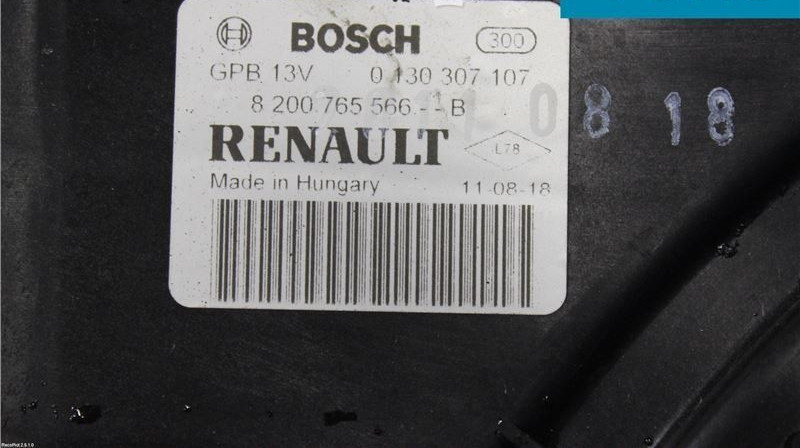 BOSCH 300
GPB 13V 0 130 307 107
8 200 765 566 - - B
RENAULT L78
Made in Hungary 11-08-18
0 8 18